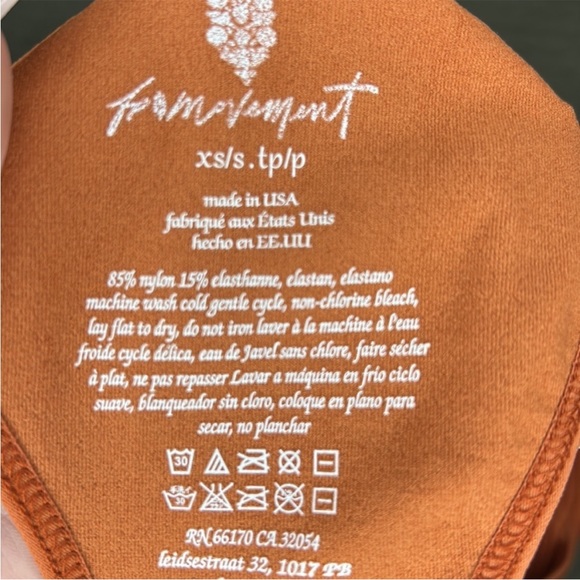 fp movement
xs/s . tp/p
made in USA
fabriqué aux États Unis
hecho en EE.UU
85% nylon 15% elasthanne, elastan, elastano
machine wash cold gentle cycle, non-chlorine bleach,
lay flat to dry, do not iron laver à la machine à l'eau
froide cycle délica, eau de Javel sans chlore, faire sécher
à plat, ne pas repasser Lavar a máquina en frio ciclo
suave, blanqueador sin cloro, coloque en plano para
secar, no planchar
30
30
RN 66170 CA 32054
leidsestraat 32, 1017 PB